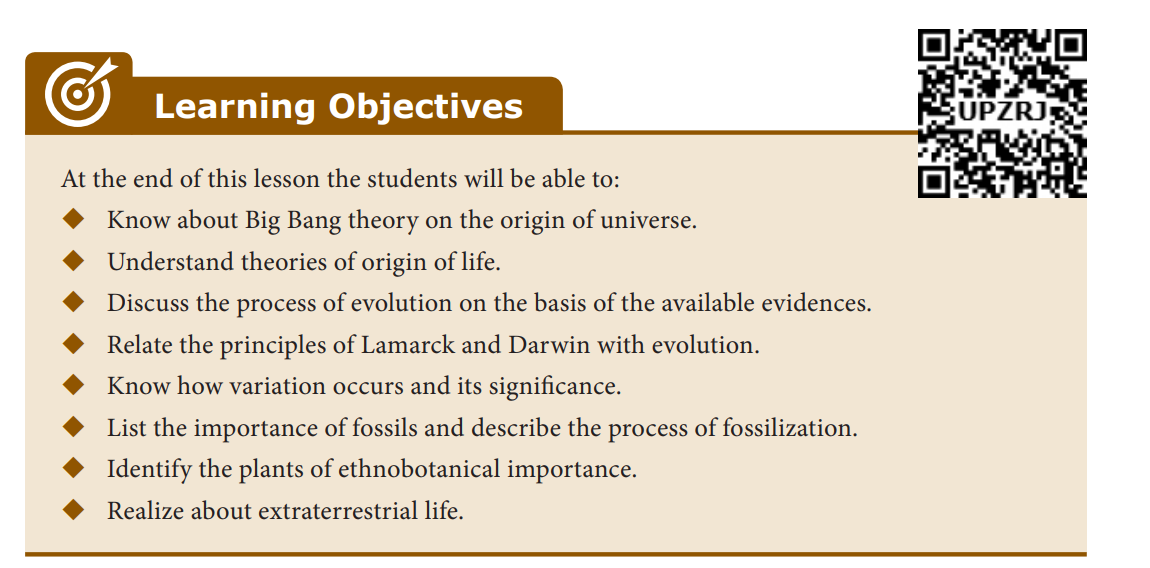 Learning Objectives
UPZRJ
At the end of this lesson the students will be able to:
Know about Big Bang theory on the origin of universe.
Understand theories of origin of life.
Discuss the process of evolution on the basis of the available evidences.
Relate the principles of Lamarck and Darwin with evolution.
Know how variation occurs and its significance.
List the importance of fossils and describe the process of fossilization.
Identify the plants of ethnobotanical importance.
Realize about extraterrestrial life.